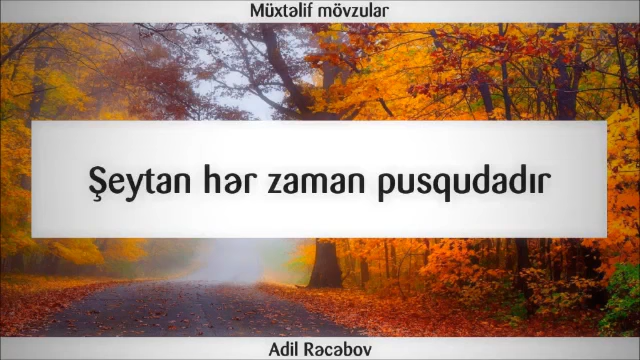 Müxtəlif mövzular
Şeytan hər zaman pusqudadır
Adil Rəcəbov